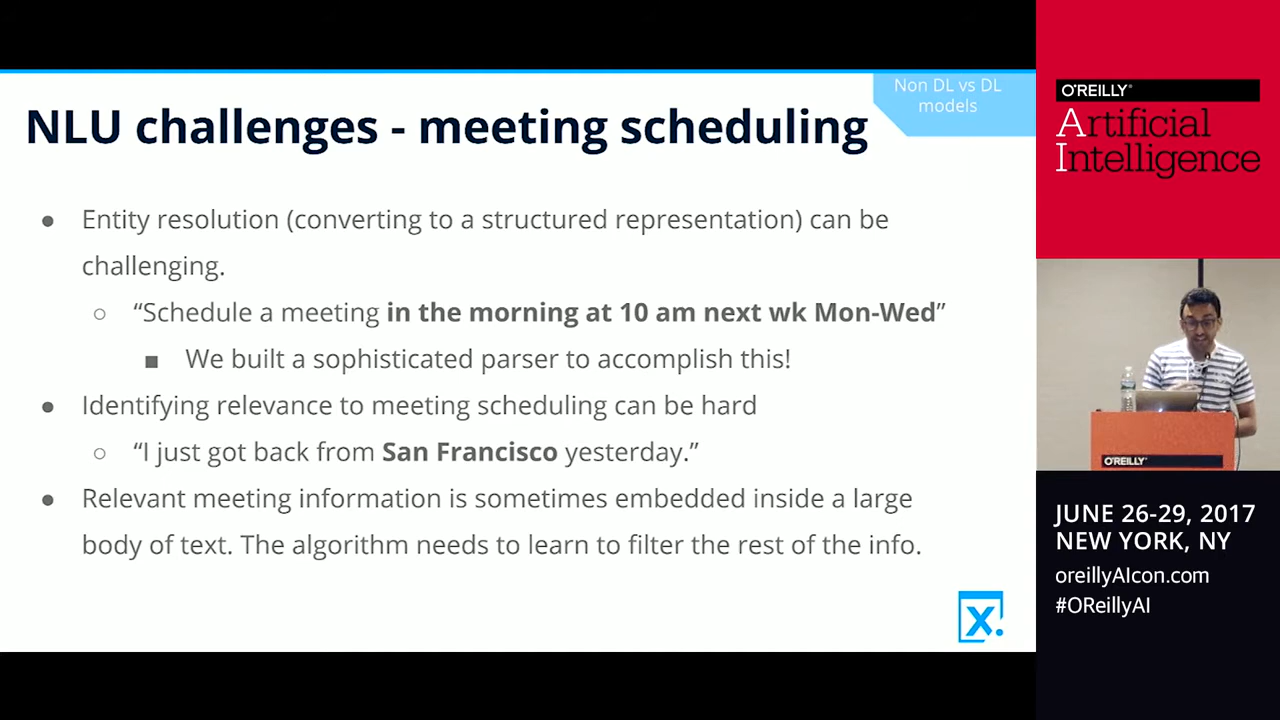 Non DL vs DL
models
NLU challenges - meeting scheduling
● Entity resolution (converting to a structured representation) can be
challenging.
○ “Schedule a meeting in the morning at 10 am next wk Mon-Wed”
■ We built a sophisticated parser to accomplish this!
● Identifying relevance to meeting scheduling can be hard
○ “I just got back from San Francisco yesterday.”
● Relevant meeting information is sometimes embedded inside a large
body of text. The algorithm needs to learn to filter the rest of the info.
x.
O'REILLY®
Artificial
Intelligence
O'REILLY®
JUNE 26-29, 2017
NEW YORK, NY
oreillyAIcon.com
#OReillyAI